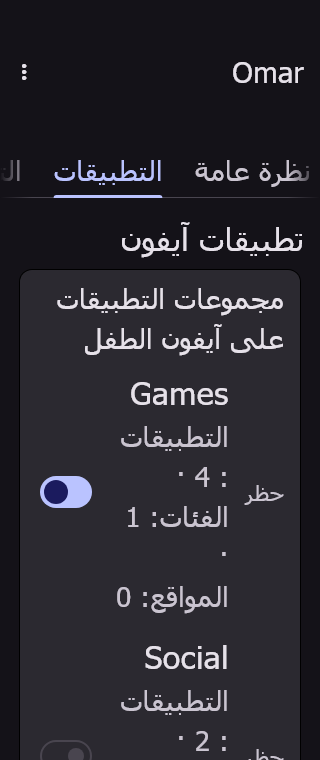 Omar
نظرة عامة
التطبيقات
تطبيقات آيفون
مجموعات التطبيقات
على آيفون الطفل
Games
التطبيقات
: 4 ·
حظر
الفئات: 1
·
المواقع: 0
Social
التطبيقات
: 2 ·
حظر